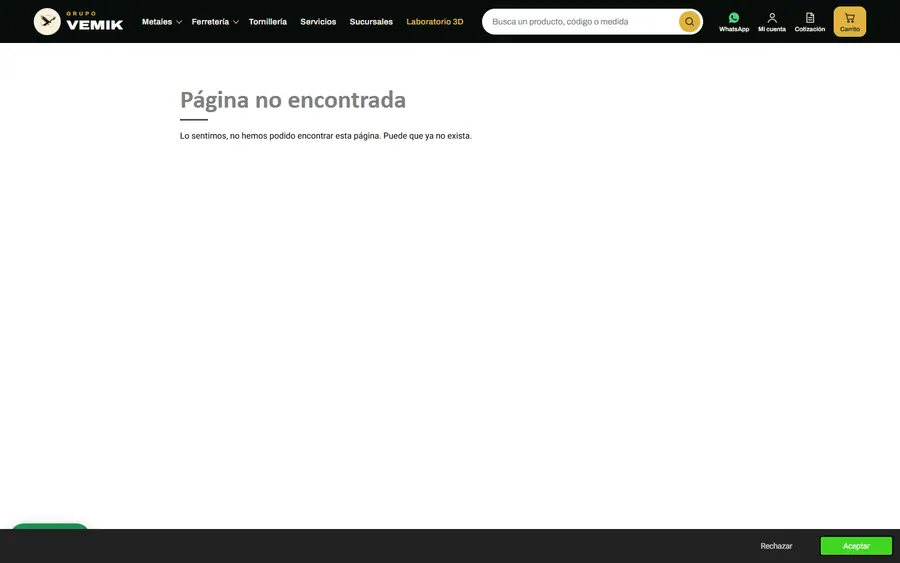 GRUPO
VEMIK
Metales
Ferretería
Tornillería
Servicios
Sucursales
Laboratorio 3D
Busca un producto, código o medida
WhatsApp
Mi cuenta
Cotización
Carrito
Página no encontrada
Lo sentimos, no hemos podido encontrar esta página. Puede que ya no exista.
Rechazar
Aceptar